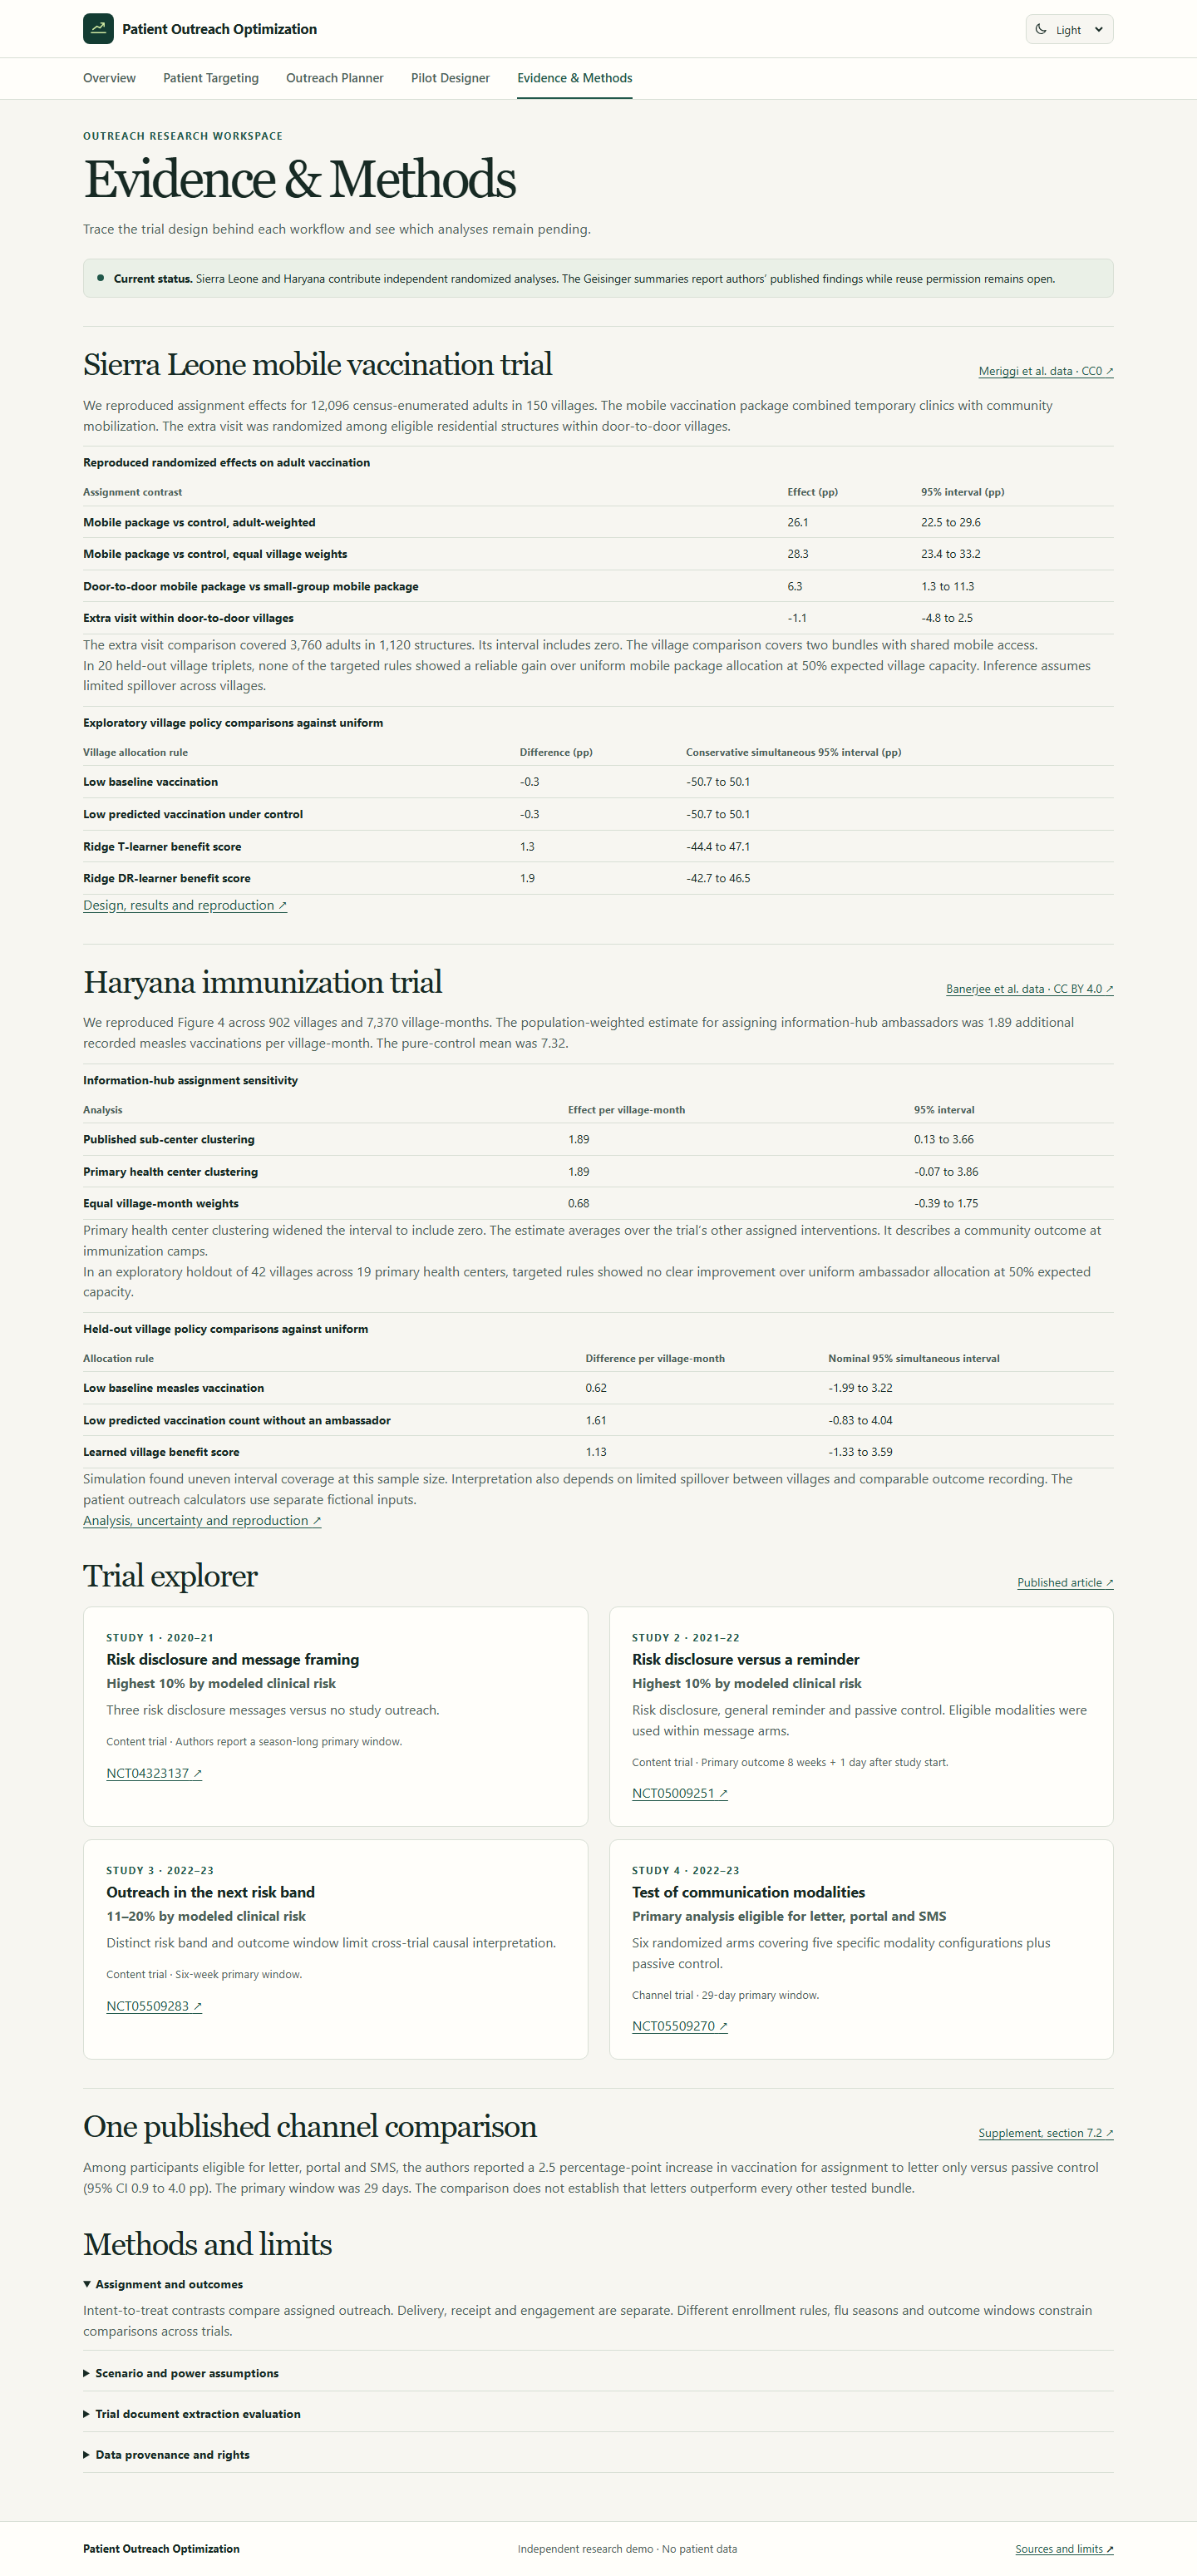 Patient Outreach Optimization
Light
Overview Patient Targeting Outreach Planner Pilot Designer Evidence & Methods
OUTREACH RESEARCH WORKSPACE
Evidence & Methods
Trace the trial design behind each workflow and see which analyses remain pending.
Current status. Sierra Leone and Haryana contribute independent randomized analyses. The Geisinger summaries report authors’ published findings while reuse permission remains open.
Sierra Leone mobile vaccination trial
Meriggi et al. data · CC0 ↗
We reproduced assignment effects for 12,096 census-enumerated adults in 150 villages. The mobile vaccination package combined temporary clinics with community
mobilization. The extra visit was randomized among eligible residential structures within door-to-door villages.
Reproduced randomized effects on adult vaccination
Assignment contrast Effect (pp) 95% interval (pp)
Mobile package vs control, adult-weighted 26.1 22.5 to 29.6
Mobile package vs control, equal village weights 28.3 23.4 to 33.2
Door-to-door mobile package vs small-group mobile package 6.3 1.3 to 11.3
Extra visit within door-to-door villages -1.1 -4.8 to 2.5
The extra visit comparison covered 3,760 adults in 1,120 structures. Its interval includes zero. The village comparison covers two bundles with shared mobile access.
In 20 held-out village triplets, none of the targeted rules showed a reliable gain over uniform mobile package allocation at 50% expected village capacity. Inference assumes
limited spillover across villages.
Exploratory village policy comparisons against uniform
Village allocation rule Difference (pp) Conservative simultaneous 95% interval (pp)
Low baseline vaccination -0.3 -50.7 to 50.1
Low predicted vaccination under control -0.3 -50.7 to 50.1
Ridge T-learner benefit score 1.3 -44.4 to 47.1
Ridge DR-learner benefit score 1.9 -42.7 to 46.5
Design, results and reproduction ↗
Haryana immunization trial
Banerjee et al. data · CC BY 4.0 ↗
We reproduced Figure 4 across 902 villages and 7,370 village-months. The population-weighted estimate for assigning information-hub ambassadors was 1.89 additional
recorded measles vaccinations per village-month. The pure-control mean was 7.32.
Information-hub assignment sensitivity
Analysis Effect per village-month 95% interval
Published sub-center clustering 1.89 0.13 to 3.66
Primary health center clustering 1.89 -0.07 to 3.86
Equal village-month weights 0.68 -0.39 to 1.75
Primary health center clustering widened the interval to include zero. The estimate averages over the trial’s other assigned interventions. It describes a community outcome at
immunization camps.
In an exploratory holdout of 42 villages across 19 primary health centers, targeted rules showed no clear improvement over uniform ambassador allocation at 50% expected
capacity.
Held-out village policy comparisons against uniform
Allocation rule Difference per village-month Nominal 95% simultaneous interval
Low baseline measles vaccination 0.62 -1.99 to 3.22
Low predicted vaccination count without an ambassador 1.61 -0.83 to 4.04
Learned village benefit score 1.13 -1.33 to 3.59
Simulation found uneven interval coverage at this sample size. Interpretation also depends on limited spillover between villages and comparable outcome recording. The
patient outreach calculators use separate fictional inputs.
Analysis, uncertainty and reproduction ↗
Trial explorer
Published article ↗
STUDY 1 · 2020–21
Risk disclosure and message framing
Highest 10% by modeled clinical risk
Three risk disclosure messages versus no study outreach.
Content trial · Authors report a season-long primary window.
NCT04323137 ↗
STUDY 2 · 2021–22
Risk disclosure versus a reminder
Highest 10% by modeled clinical risk
Risk disclosure, general reminder and passive control. Eligible modalities were
used within message arms.
Content trial · Primary outcome 8 weeks + 1 day after study start.
NCT05009251 ↗
STUDY 3 · 2022–23
Outreach in the next risk band
11–20% by modeled clinical risk
Distinct risk band and outcome window limit cross-trial causal interpretation.
Content trial · Six-week primary window.
NCT05509283 ↗
STUDY 4 · 2022–23
Test of communication modalities
Primary analysis eligible for letter, portal and SMS
Six randomized arms covering five specific modality configurations plus
passive control.
Channel trial · 29-day primary window.
NCT05509270 ↗
One published channel comparison
Supplement, section 7.2 ↗
Among participants eligible for letter, portal and SMS, the authors reported a 2.5 percentage-point increase in vaccination for assignment to letter only versus passive control
(95% CI 0.9 to 4.0 pp). The primary window was 29 days. The comparison does not establish that letters outperform every other tested bundle.
Methods and limits
▼ Assignment and outcomes
Intent-to-treat contrasts compare assigned outreach. Delivery, receipt and engagement are separate. Different enrollment rules, flu seasons and outcome windows constrain
comparisons across trials.
▶ Scenario and power assumptions
▶ Trial document extraction evaluation
▶ Data provenance and rights
Patient Outreach Optimization
Independent research demo · No patient data
Sources and limits ↗